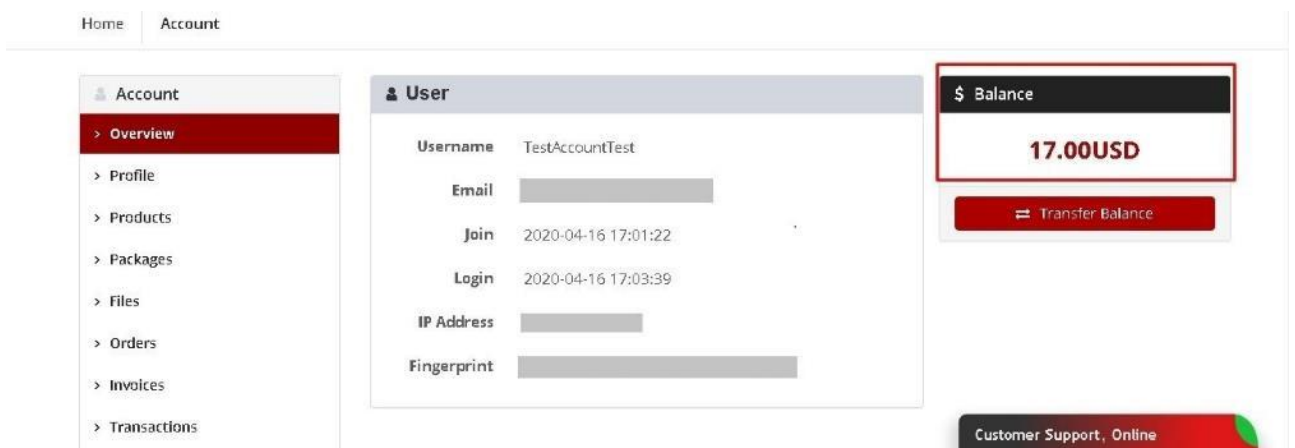 Home Account
Account
> Overview
> Profile
> Products
> Packages
> Files
> Orders
> Invoices
> Transactions
User
Username TestAccountTest
Email
Join 2020-04-16 17:01:22
Login 2020-04-16 17:03:39
IP Address
Fingerprint
$ Balance
17.00USD
Transfer Balance
Customer Support, Online